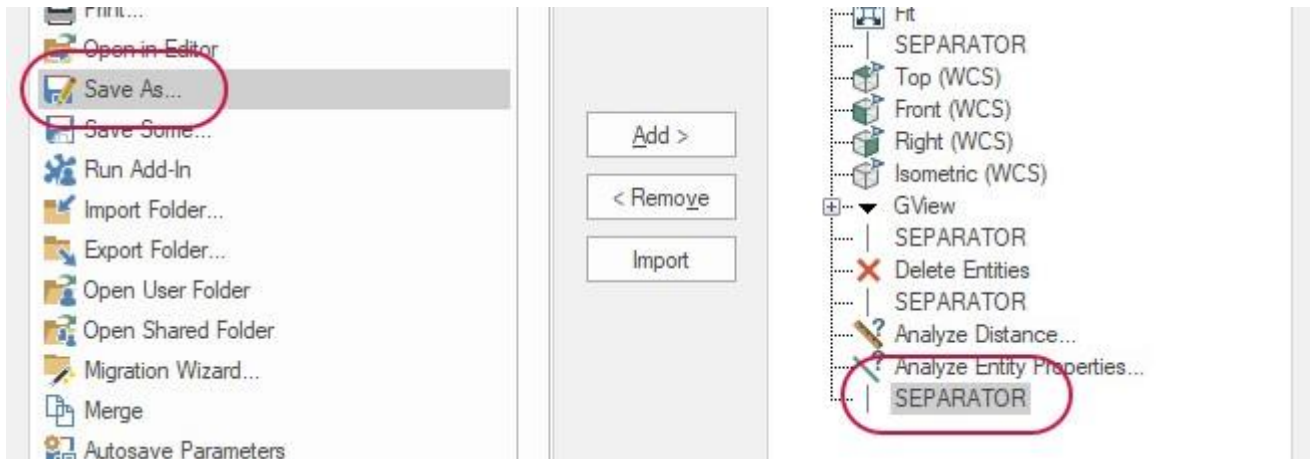 Print...
Open in Editor
Save As...
Save Some...
Run Add-In
Import Folder...
Export Folder...
Open User Folder
Open Shared Folder
Migration Wizard...
Merge
Autosave Parameters
Add >
< Remove
Import
Fit
SEPARATOR
Top (WCS)
Front (WCS)
Right (WCS)
Isometric (WCS)
GView
SEPARATOR
Delete Entities
SEPARATOR
Analyze Distance...
Analyze Entity Properties...
SEPARATOR